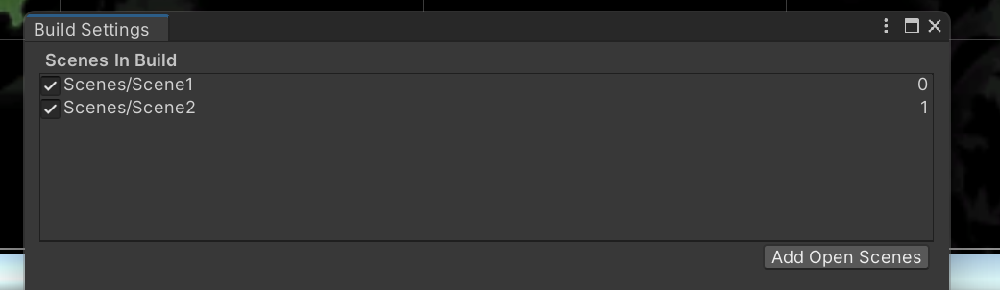 Build Settings
Scenes In Build
Scenes/Scene1 0
Scenes/Scene2 1
Add Open Scenes